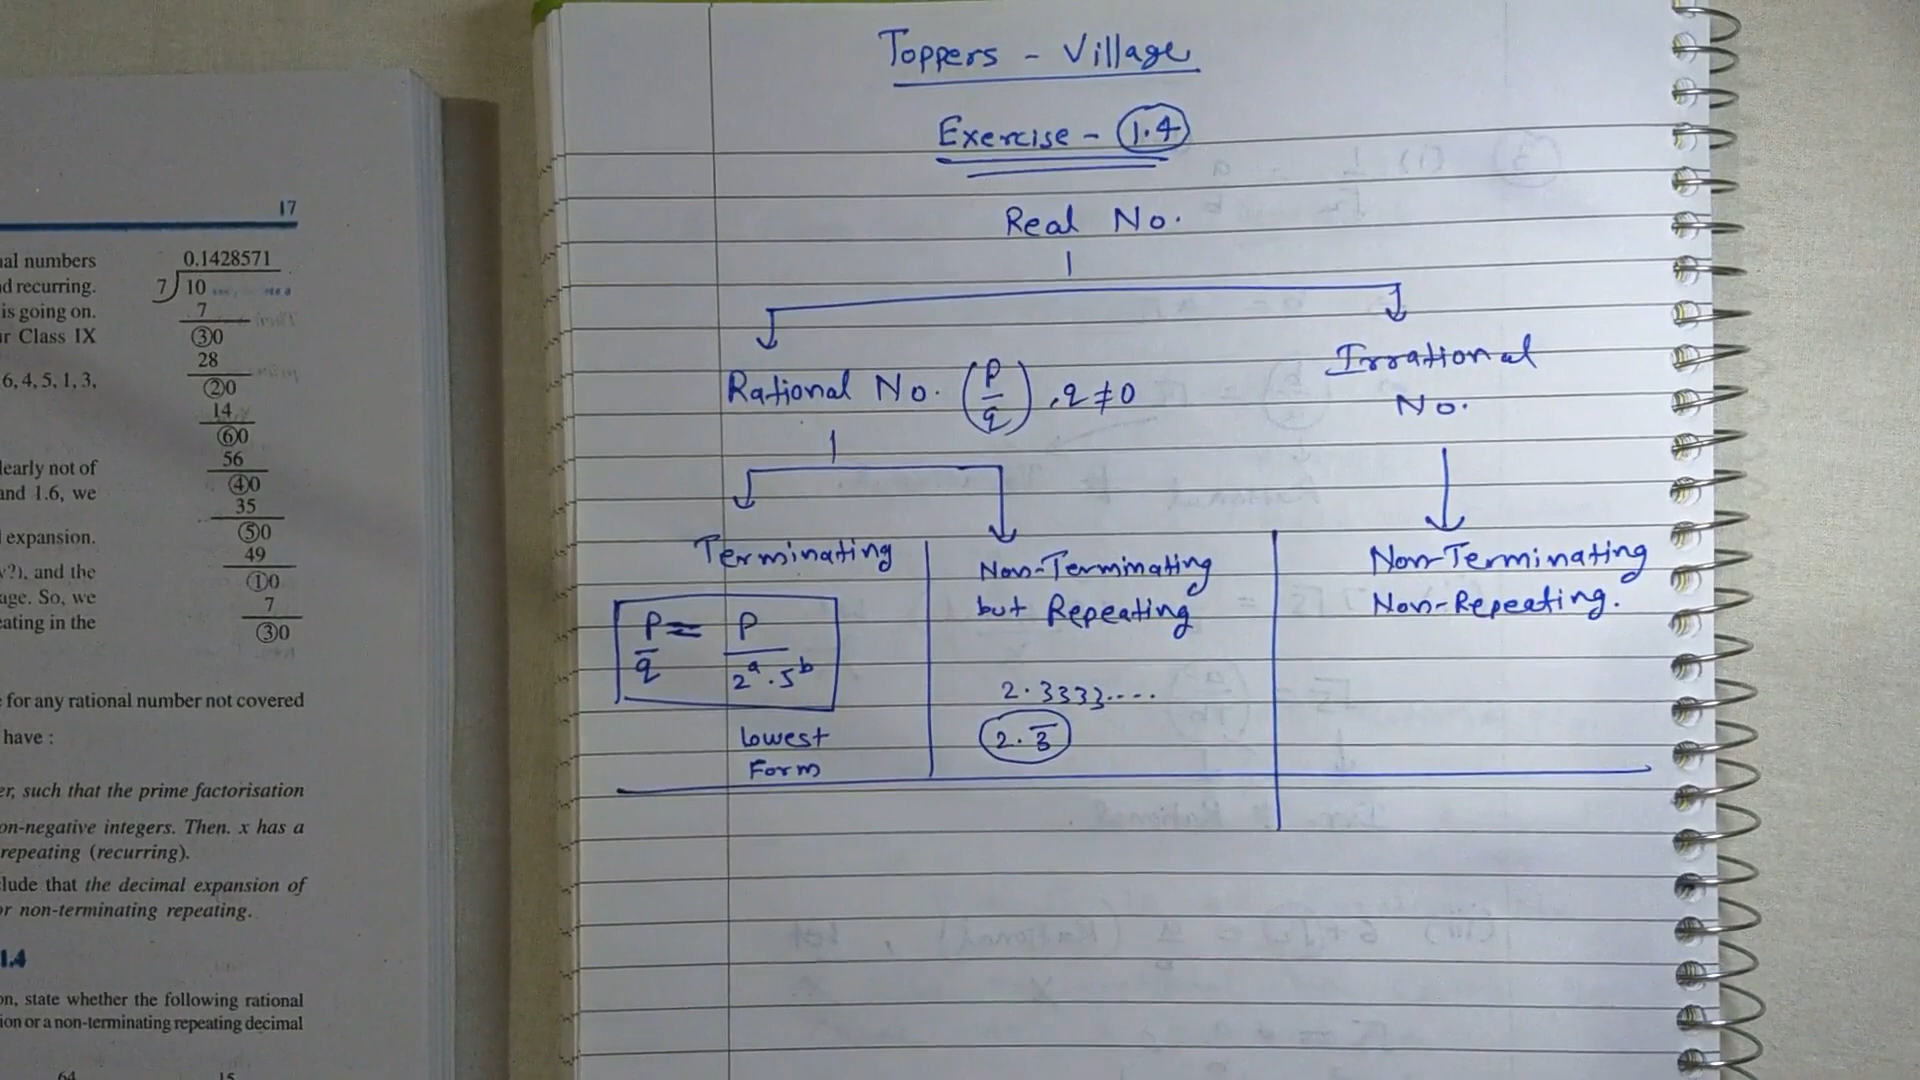 17
nal numbers
d recurring.
is going on.
r Class IX
6, 4, 5, 1, 3,
0.1428571
7 10
7
30
28
20
14
60
56
40
35
50
49
10
7
30
learly not of
and 1.6, we
expansion.
y?), and the
age. So, we
eating in the
for any rational number not covered
have :
er, such that the prime factorisation
on-negative integers. Then. x has a
repeating (recurring).
lude that the decimal expansion of
or non-terminating repeating.
1.4
on, state whether the following rational
ion or a non-terminating repeating decimal
64 15
Toppers - Village
Exercise - 1.4
Real No.
Rational No. (p/q), q ≠ 0
Irrational
No.
Terminating
p/q = p/2^a . 5^b
Lowest
Form
Non-Terminating
but Repeating
2.3333....
2.3̅
Non-Terminating
Non-Repeating.